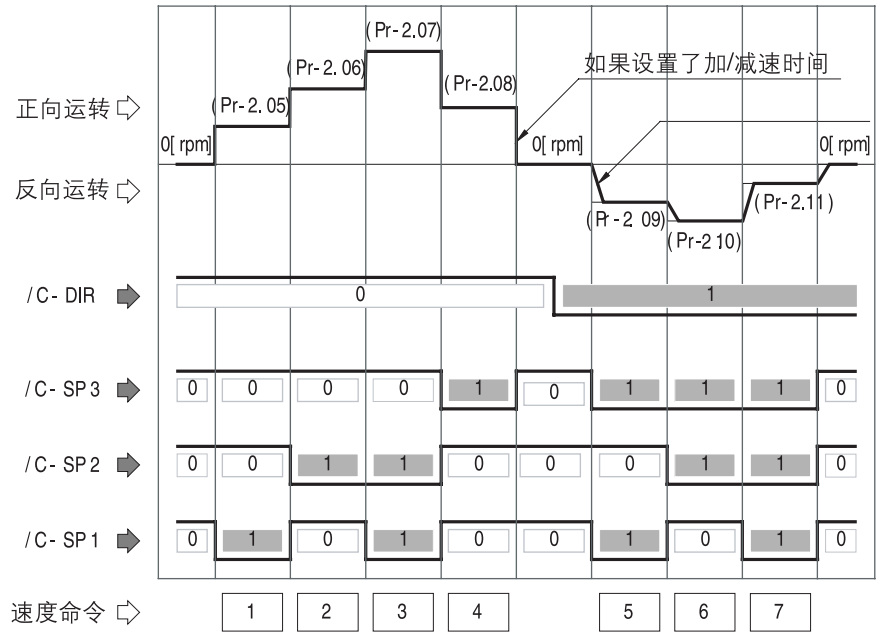 (Pr-2.07)
(Pr-2.06)
如果设置了加/减速时间
(Pr-2.08)
(Pr-2.05)
正向运转
0[rpm]
0[rpm]
0[rpm]
反向运转
(Pr-2.11)
(Pr-2.09)
(Pr-2.10)
/C-DIR
0
1
/C-SP3
0 0 0 0 1 0 1 1 1 0
/C-SP2
0 0 1 1 0 0 0 1 1 0
/C-SP1
0 1 0 1 0 0 1 0 1 0
速度命令
1 2 3 4 5 6 7